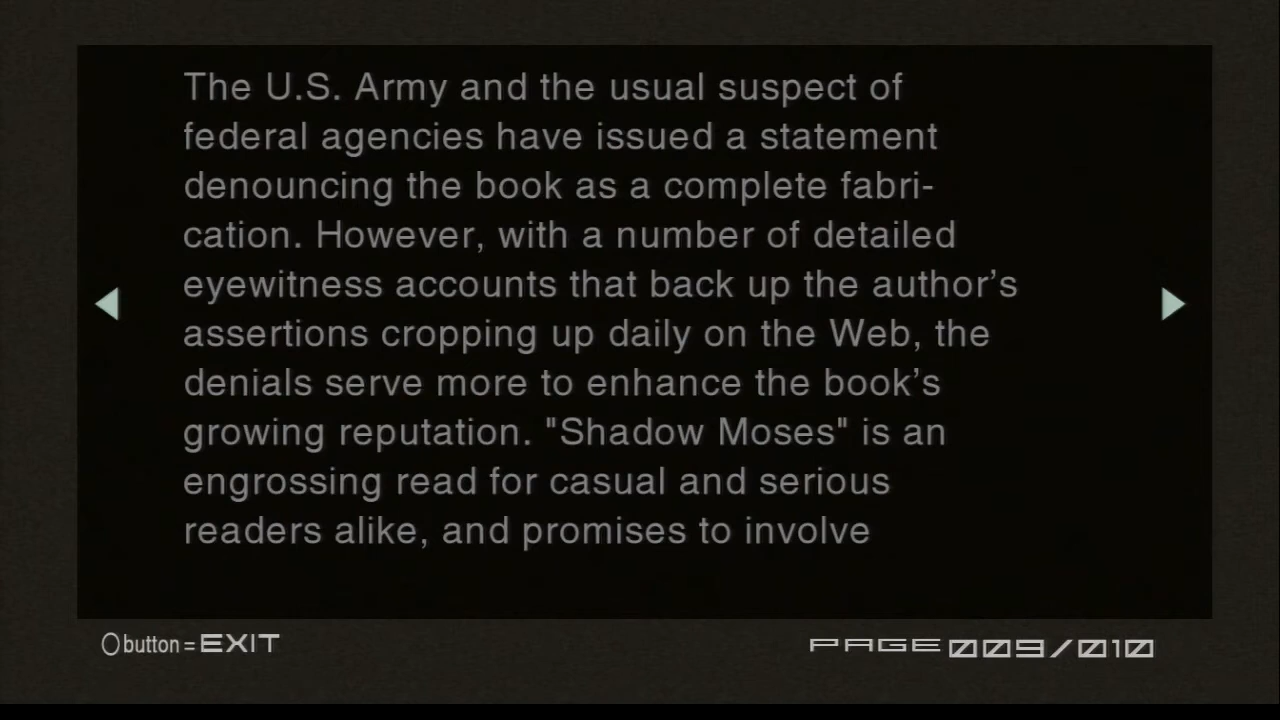 The U.S. Army and the usual suspect of
federal agencies have issued a statement
denouncing the book as a complete fabri-
cation. However, with a number of detailed
eyewitness accounts that back up the author’s
assertions cropping up daily on the Web, the
denials serve more to enhance the book’s
growing reputation. "Shadow Moses" is an
engrossing read for casual and serious
readers alike, and promises to involve
○button=EXIT
PAGE 009/010